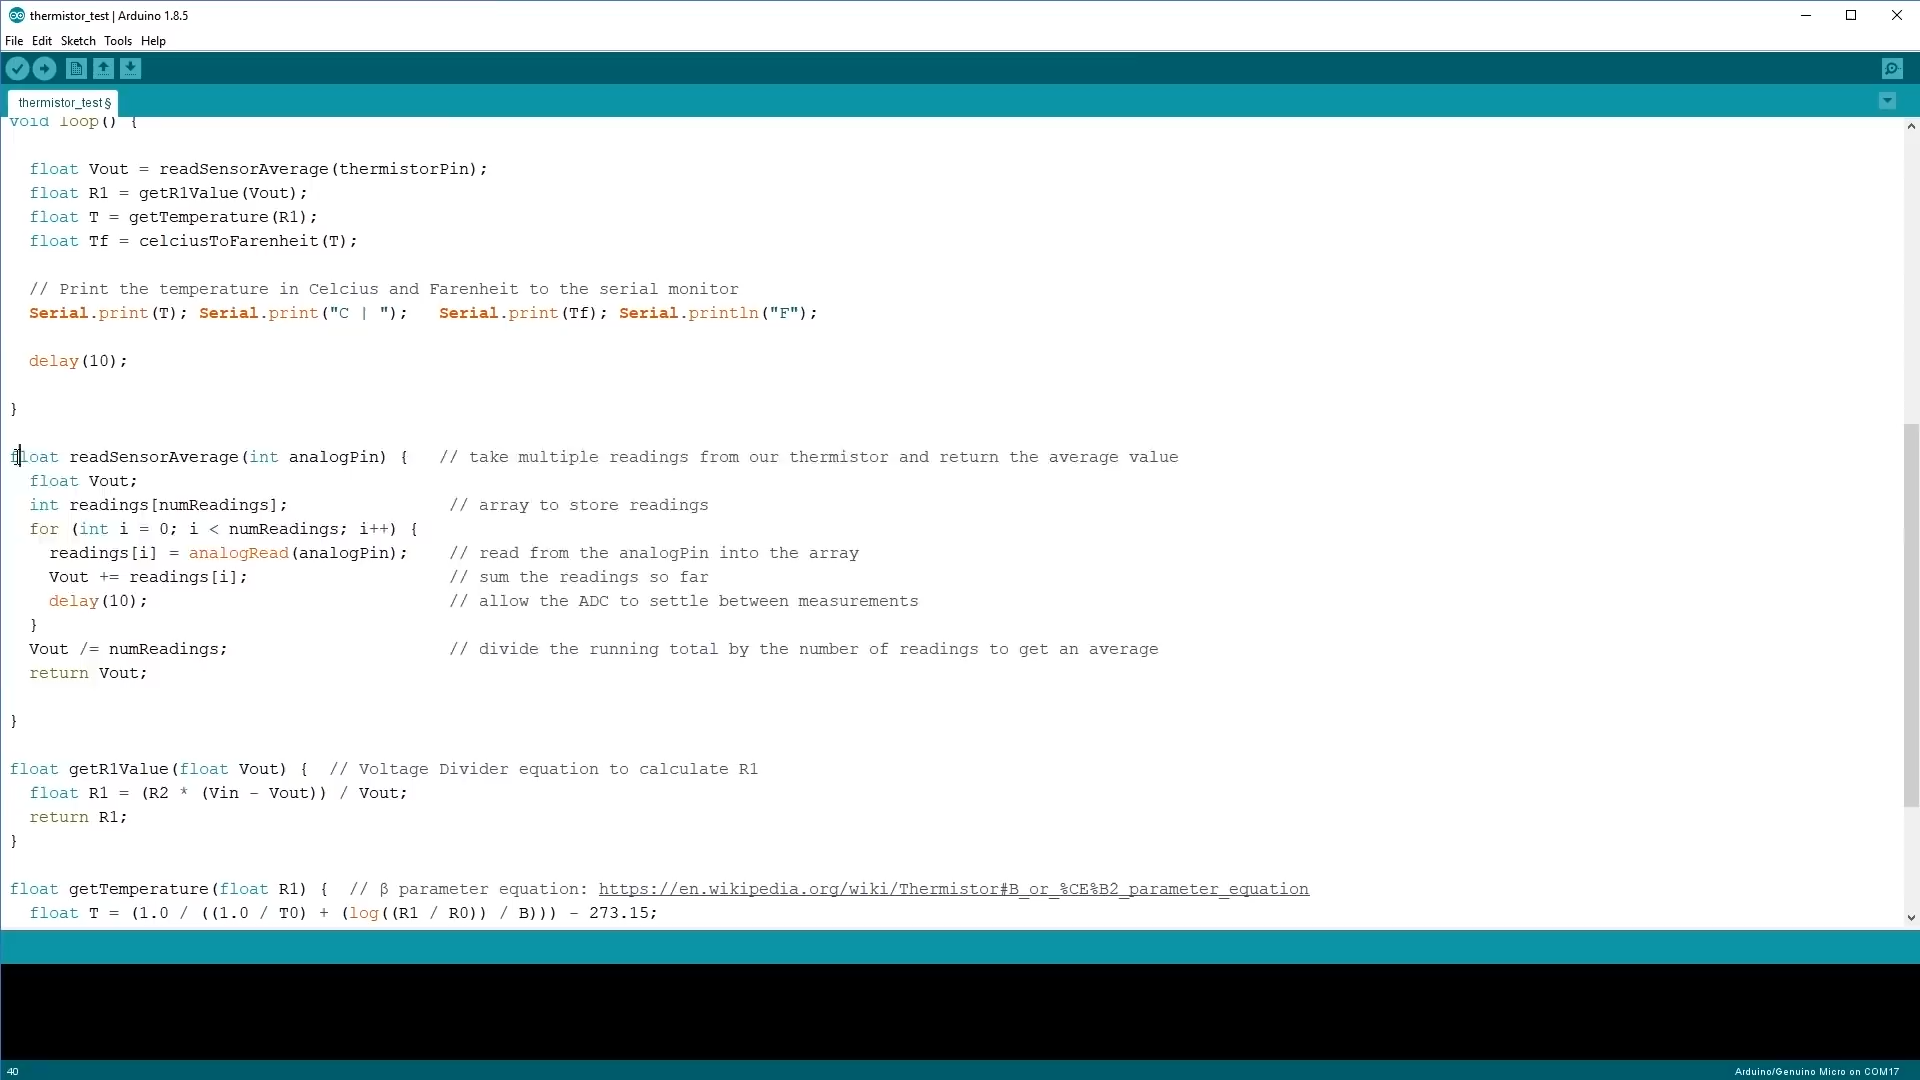 thermistor_test | Arduino 1.8.5
File Edit Sketch Tools Help
thermistor_test §
void loop() {
float Vout = readSensorAverage(thermistorPin);
float R1 = getR1Value(Vout);
float T = getTemperature(R1);
float Tf = celciusToFarenheit(T);
// Print the temperature in Celcius and Farenheit to the serial monitor
Serial.print(T); Serial.print("C | ");   Serial.print(Tf); Serial.println("F");
delay(10);
}
float readSensorAverage(int analogPin) {   // take multiple readings from our thermistor and return the average value
float Vout;
int readings[numReadings];   // array to store readings
for (int i = 0; i < numReadings; i++) {
readings[i] = analogRead(analogPin);   // read from the analogPin into the array
Vout += readings[i];   // sum the readings so far
delay(10);   // allow the ADC to settle between measurements
}
Vout /= numReadings;   // divide the running total by the number of readings to get an average
return Vout;
}
float getR1Value(float Vout) {  // Voltage Divider equation to calculate R1
float R1 = (R2 * (Vin - Vout)) / Vout;
return R1;
}
float getTemperature(float R1) {  // β parameter equation: https://en.wikipedia.org/wiki/Thermistor#B_or_%CE%B2_parameter_equation
float T = (1.0 / ((1.0 / T0) + (log((R1 / R0)) / B))) - 273.15;
40
Arduino/Genuino Micro on COM17